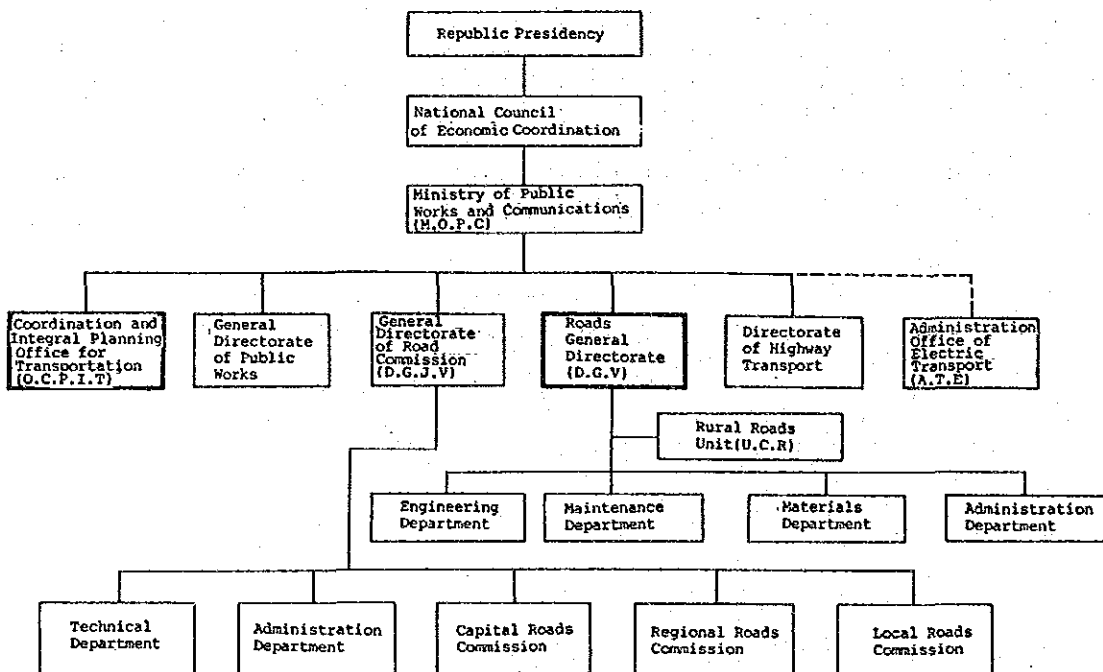 Republic Presidency
National Council
of Economic Coordination
Ministry of Public
Works and Communications
(M.O.P.C)
Coordination and
Integral Planning
Office for
Transportation
(O.C.P.I.T)
General
Directorate
of Public
Works
General
Directorate
of Road
Commission
(D.G.J.V)
Roads
General
Directorate
(D.G.V)
Directorate
of Highway
Transport
Administration
Office of
Electric
Transport
(A.T.E)
Rural Roads
Unit(U.C.R)
Engineering
Department
Maintenance
Department
Materials
Department
Administration
Department
Technical
Department
Administration
Department
Capital Roads
Commission
Regional Roads
Commission
Local Roads
Commission